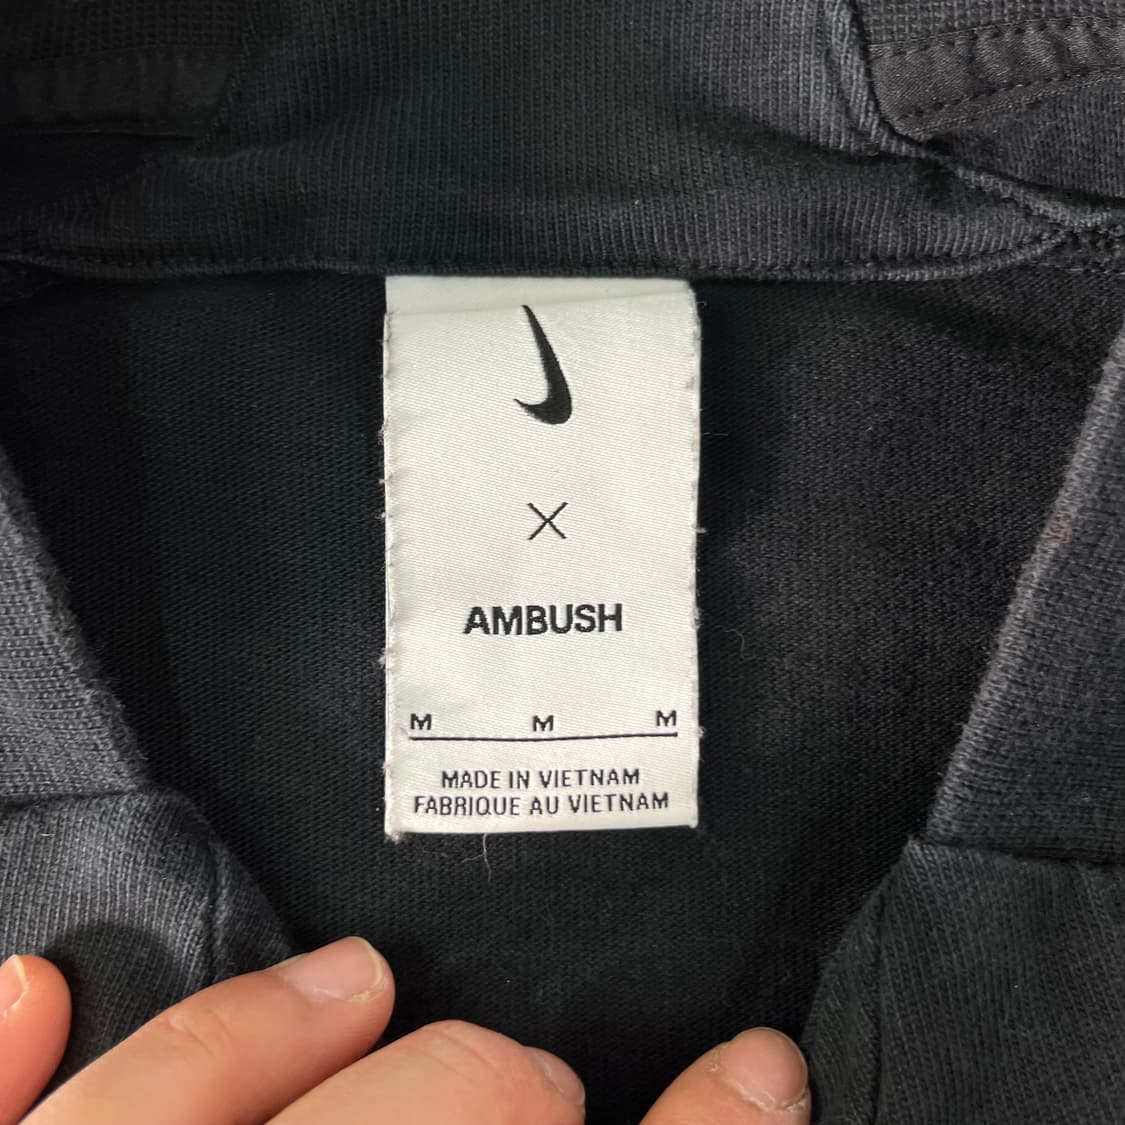 X
AMBUSH
M M M
MADE IN VIETNAM
FABRIQUE AU VIETNAM